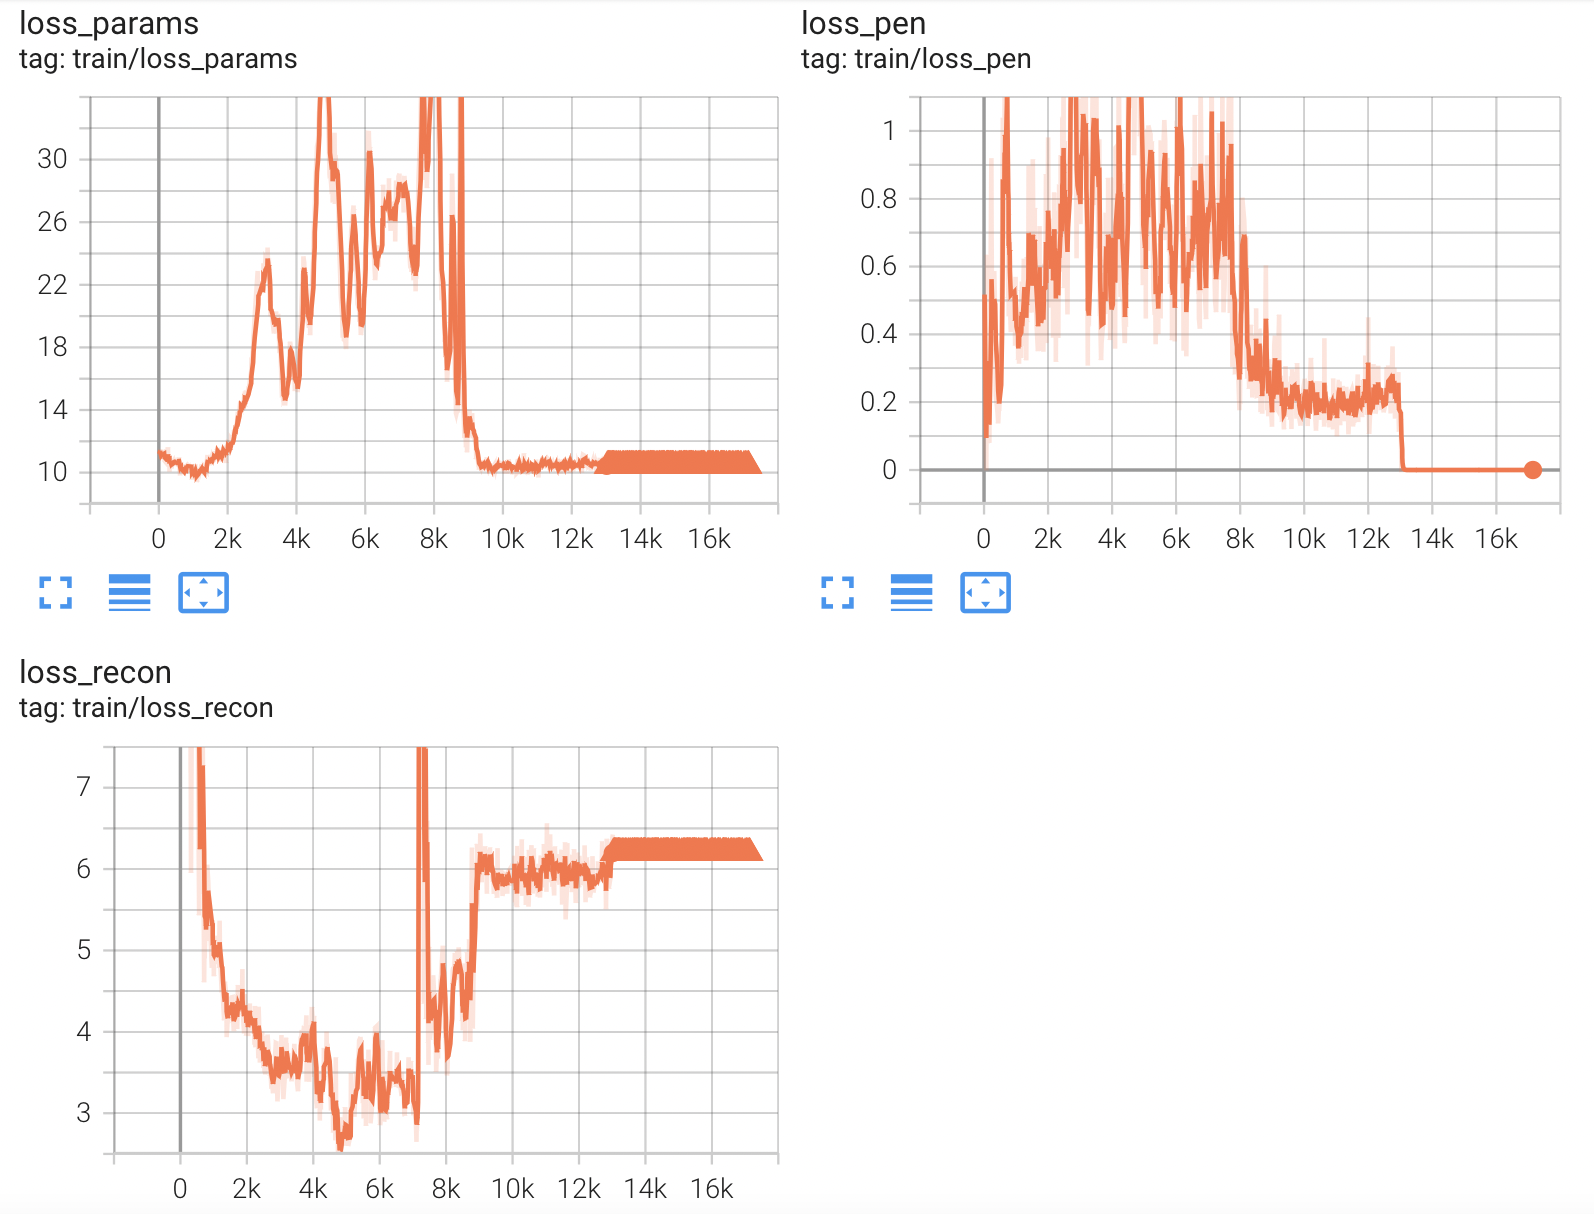 loss_params
tag: train/loss_params
30
26
22
18
14
10
0 2k 4k 6k 8k 10k 12k 14k 16k
loss_pen
tag: train/loss_pen
1
0.8
0.6
0.4
0.2
0
0 2k 4k 6k 8k 10k 12k 14k 16k
loss_recon
tag: train/loss_recon
7
6
5
4
3
0 2k 4k 6k 8k 10k 12k 14k 16k